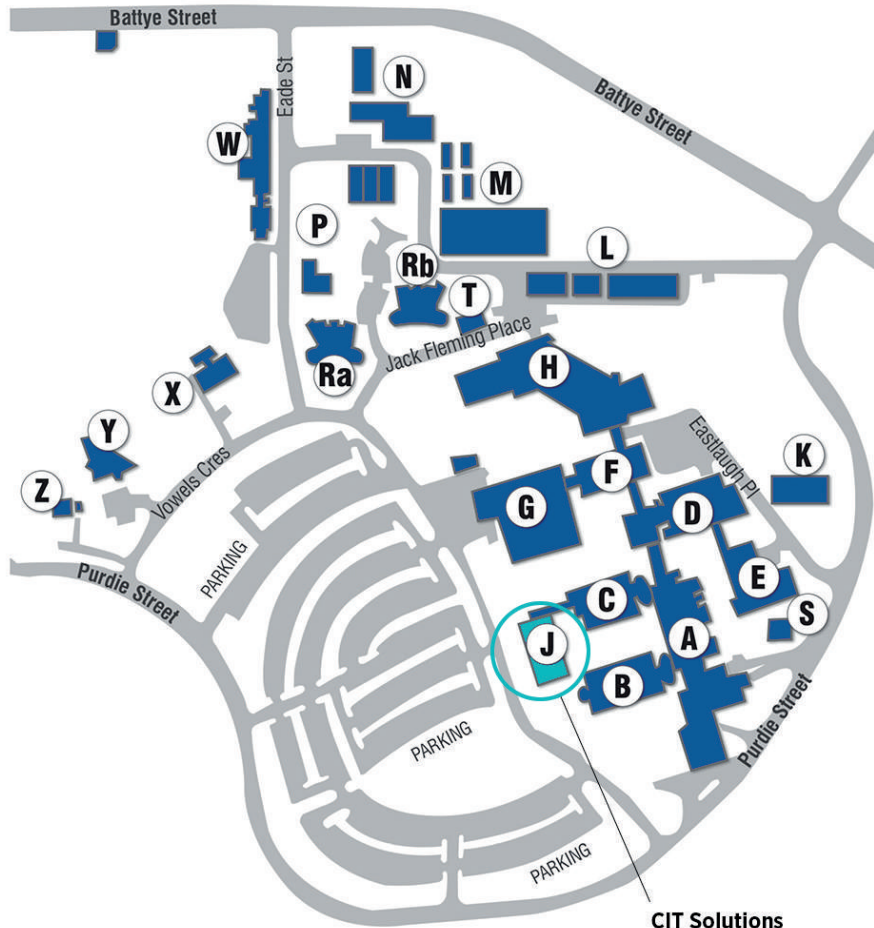 Battye Street
Eade St
N
Battye Street
W
M
P
L
Rb
T
Jack Fleming Place
H
Ra
X
Y
Eastlaugh Pl
K
F
Z
Vowels Cres
G
D
PARKING
Purdie Street
E
C
S
J
A
B
PARKING
Purdie Street
PARKING
CIT Solutions